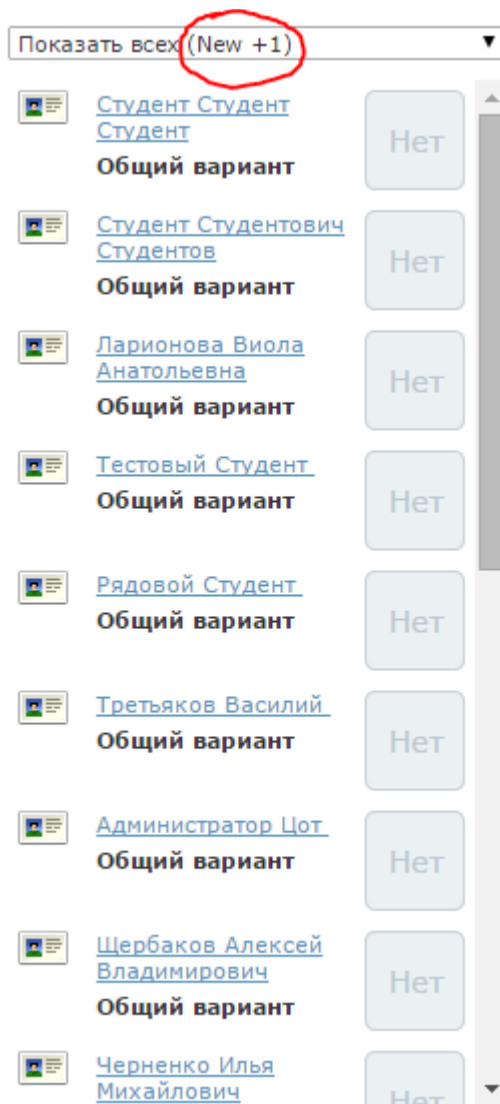 Показать всех (New +1)
Студент Студент
Студент
Общий вариант
Нет
Студент Студентович
Студентов
Общий вариант
Нет
Ларионова Виола
Анатольевна
Общий вариант
Нет
Тестовый Студент
Общий вариант
Нет
Рядовой Студент
Общий вариант
Нет
Третьяков Василий
Общий вариант
Нет
Администратор Цот
Общий вариант
Нет
Щербаков Алексей
Владимирович
Общий вариант
Нет
Черненко Илья
Михайлович
Нет